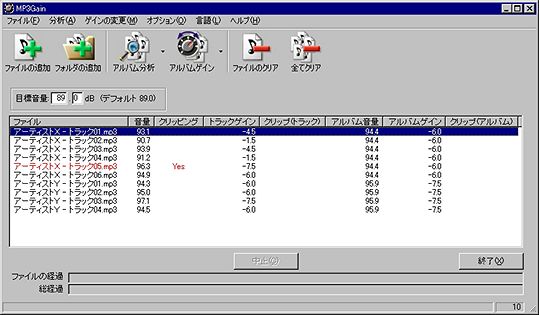 MP3Gain
ファイル(F) 分析(A) ゲインの変更(M) オプション(O) 言語(L) ヘルプ(H)
ファイルの追加 フォルダの追加 アルバム分析 アルバムゲイン ファイルのクリア 全てクリア
目標音量: 89 .0 dB (デフォルト 89.0)
ファイル 音量 クリッピング トラックゲイン クリップ(トラック) アルバム音量 アルバムゲイン クリップ(アルバム)
アーティストX - トラック01.mp3 93.1 -4.5 94.4 -6.0
アーティストX - トラック02.mp3 90.7 -1.5 94.4 -6.0
アーティストX - トラック03.mp3 93.9 -4.5 94.4 -6.0
アーティストX - トラック04.mp3 91.2 -1.5 94.4 -6.0
アーティストX - トラック05.mp3 96.3 Yes -7.5 94.4 -6.0
アーティストX - トラック06.mp3 94.9 -6.0 94.4 -6.0
アーティストY - トラック01.mp3 94.3 -6.0 95.9 -7.5
アーティストY - トラック02.mp3 95.0 -6.0 95.9 -7.5
アーティストY - トラック03.mp3 97.1 -7.5 95.9 -7.5
アーティストY - トラック04.mp3 94.5 -6.0 95.9 -7.5
中止(C) 終了(X)
ファイルの経過
総経過
10